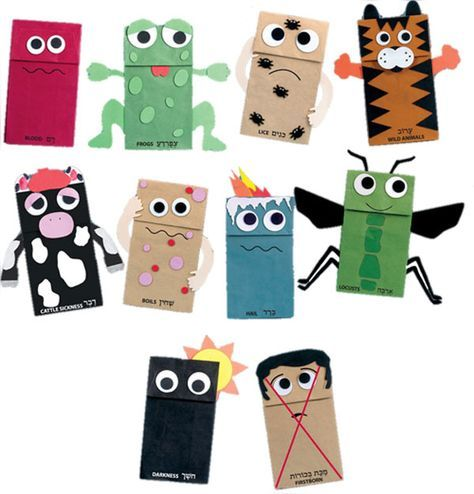 BLOOD דם
FROGS צפרדע
LICE כנים
ערוב
WILD ANIMALS
CATTLE SICKNESS דבר
BOILS שחין
HAIL ברד
LOCUSTS ארבה
DARKNESS חשך
מכת בכורות
FIRSTBORN